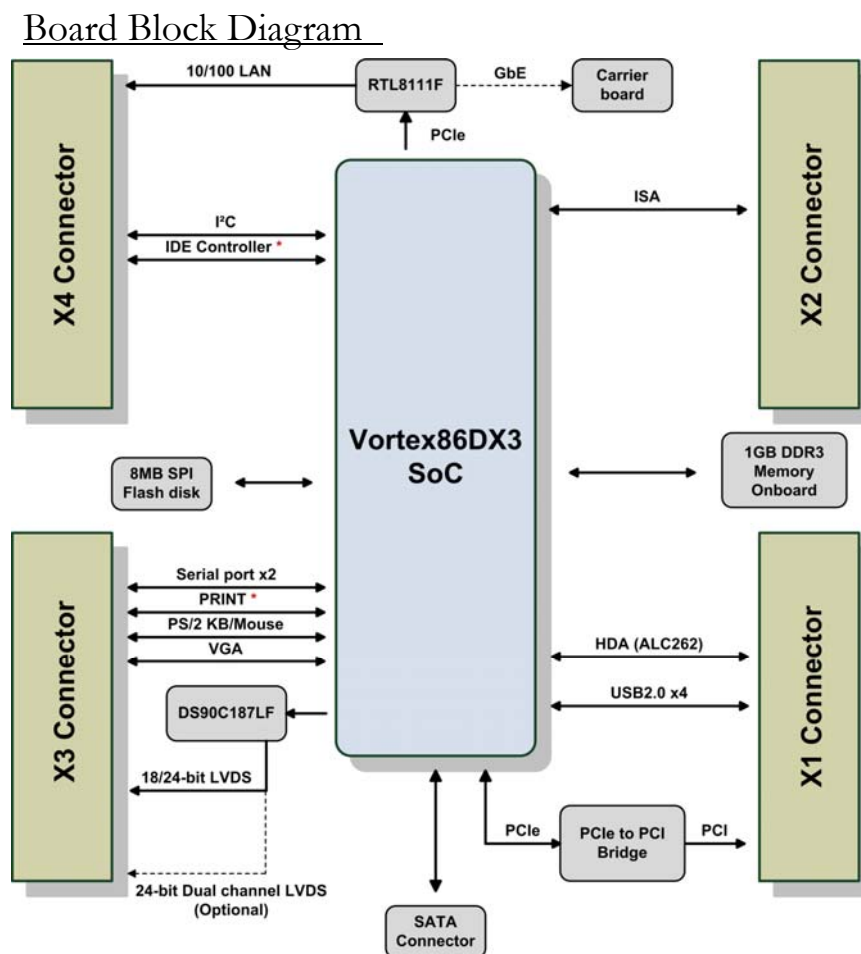 Board Block Diagram
10/100 LAN
RTL8111F
GbE
Carrier
board
PCIe
X4 Connector
I²C
IDE Controller *
ISA
X2 Connector
Vortex86DX3
SoC
8MB SPI
Flash disk
1GB DDR3
Memory
Onboard
X3 Connector
Serial port x2
PRINT *
PS/2 KB/Mouse
VGA
DS90C187LF
18/24-bit LVDS
24-bit Dual channel LVDS
(Optional)
HDA (ALC262)
USB2.0 x4
X1 Connector
PCIe
PCIe to PCI
Bridge
PCI
SATA
Connector